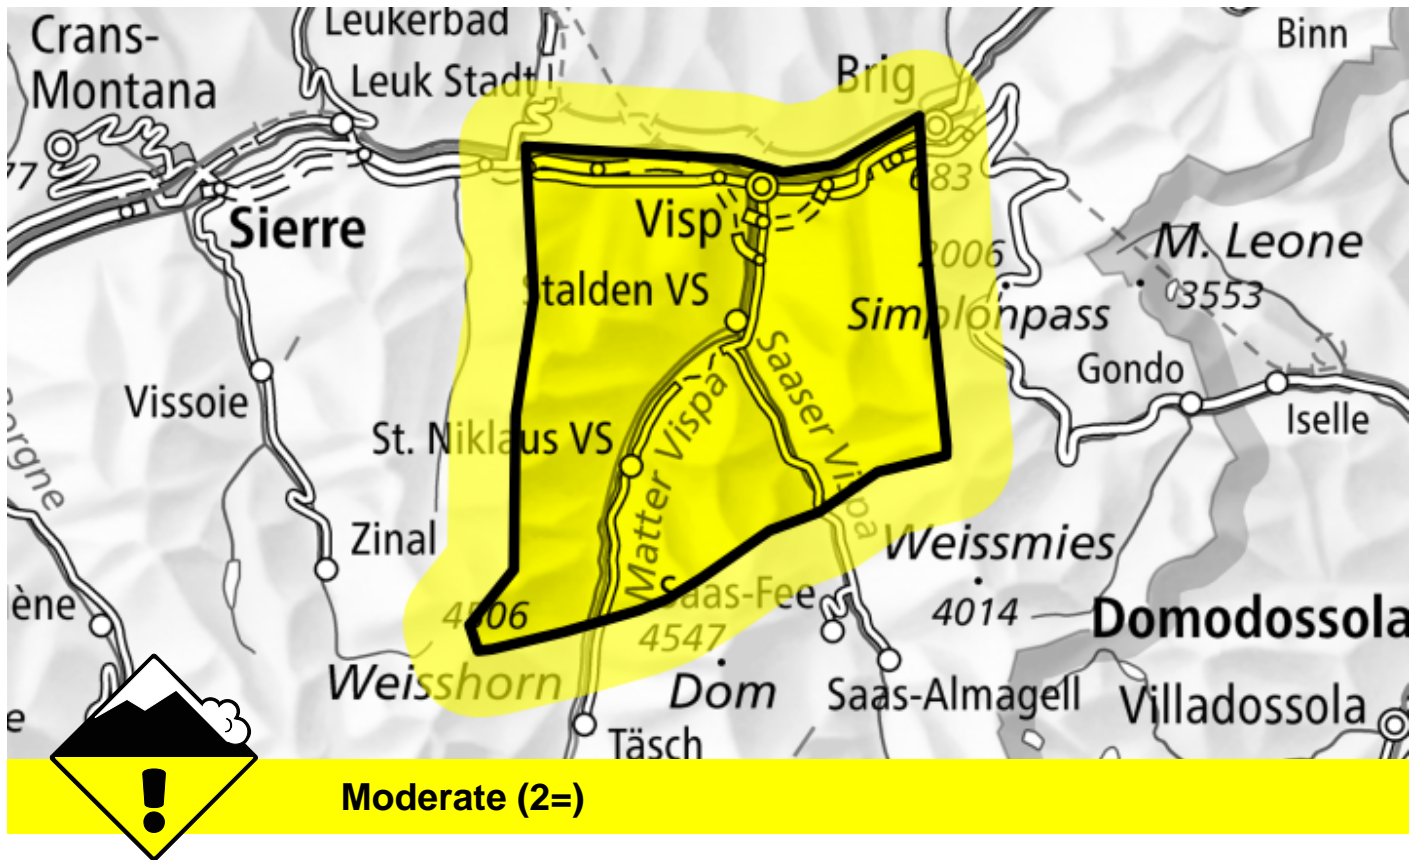 Crans-
Montana
Leukerbad
Leuk Stadt
Brig
Binn
77
Sierre
Visp
683
2006
M. Leone
3553
Stalden VS
Simplonpass
Gondo
Iselle
Vissoie
St. Niklaus VS
Saaser Vispa
Matter Vispa
Zinal
Weissmies
4014
4506
Saas-Fee
4547
Domodossola
Weisshorn
Dom
Saas-Almagell
Villadossola
Täsch
Moderate (2=)